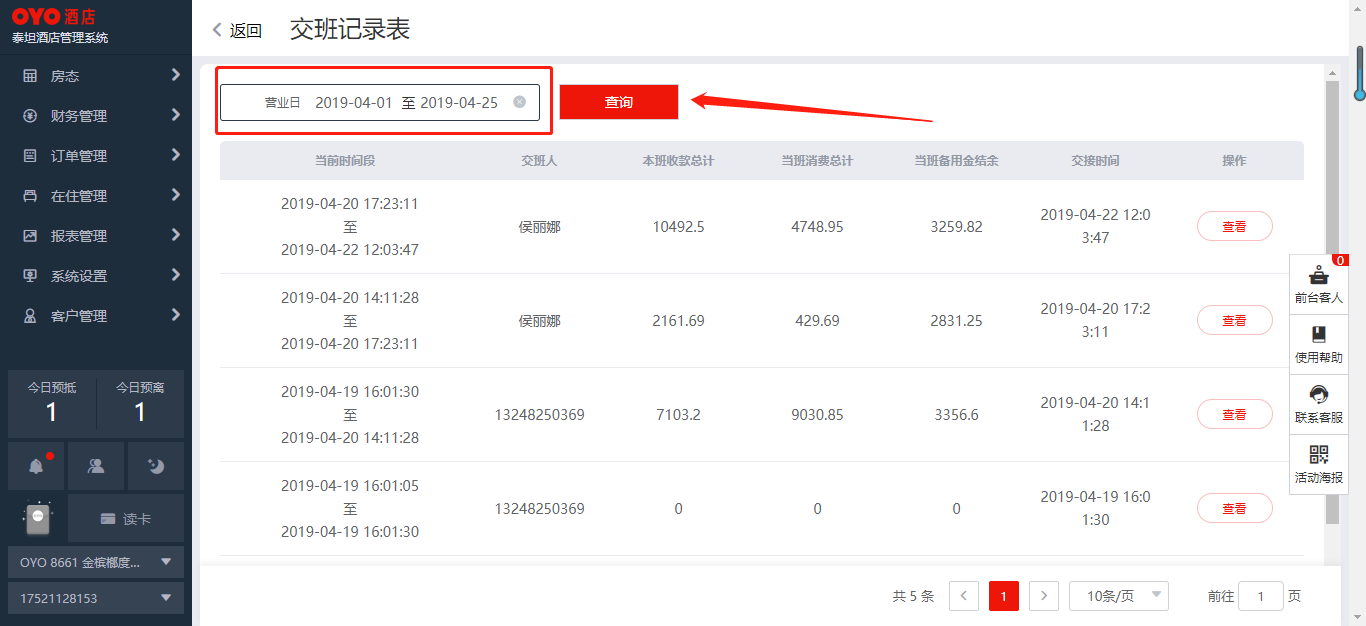 OYO 酒店
泰坦酒店管理系统
房态
财务管理
订单管理
在住管理
报表管理
系统设置
客户管理
今日预抵
1
今日预离
1
读卡
OYO 8661 金槟榔度...
17521128153
返回
交班记录表
营业日 2019-04-01 至 2019-04-25
查询
当前时间段 交班人 本班收款总计 当班消费总计 当班备用金结余 交接时间 操作
2019-04-20 17:23:11
至
2019-04-22 12:03:47
侯丽娜
10492.5
4748.95
3259.82
2019-04-22 12:0
3:47
查看
2019-04-20 14:11:28
至
2019-04-20 17:23:11
侯丽娜
2161.69
429.69
2831.25
2019-04-20 17:2
3:11
查看
2019-04-19 16:01:30
至
2019-04-20 14:11:28
13248250369
7103.2
9030.85
3356.6
2019-04-20 14:1
1:28
查看
2019-04-19 16:01:05
至
2019-04-19 16:01:30
13248250369
0
0
0
2019-04-19 16:0
1:30
查看
共 5 条
1
10条/页
前往 1 页
0
前台客人
使用帮助
联系客服
活动海报